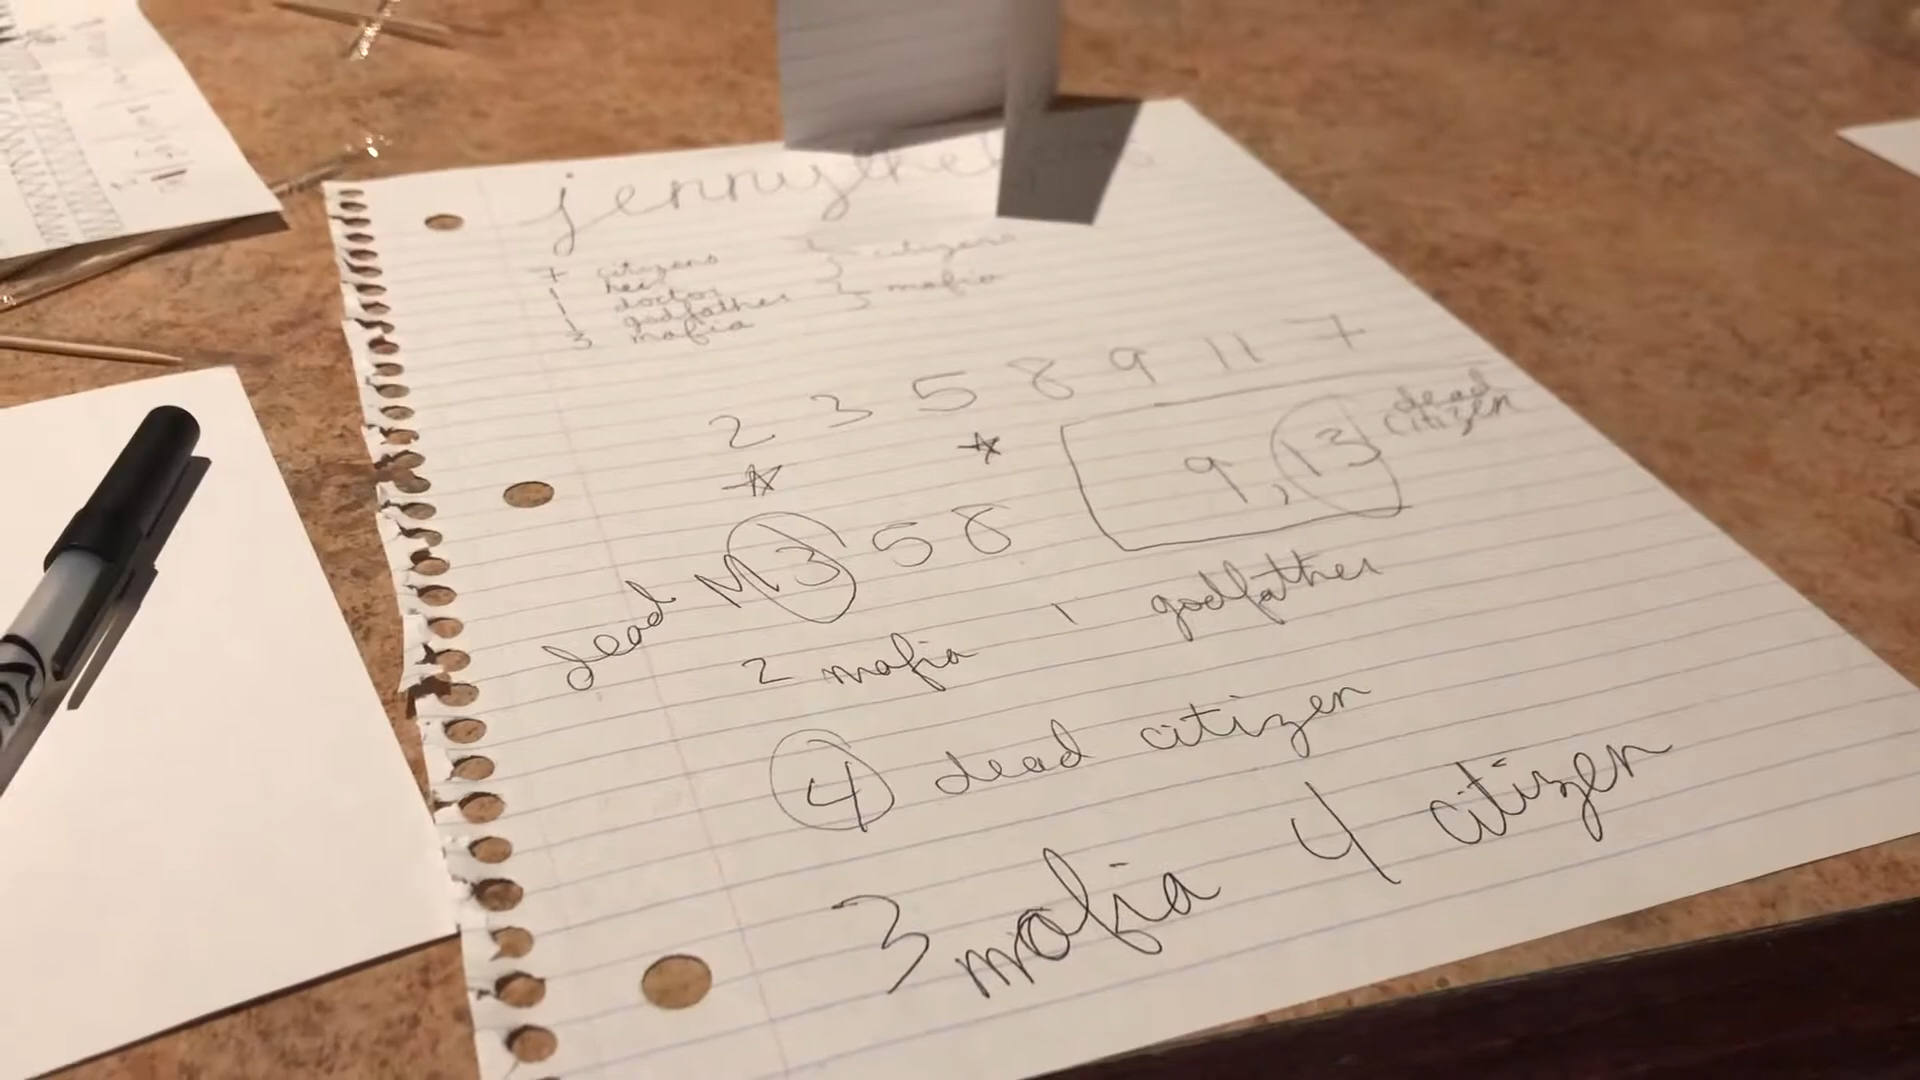 7 citizens } citizens
1
1 doctor } mafia
1 godfather
3 mafia
2 3 5 8 9 11 7
9, 13 dead citizen
dead M 3 5 8
2 mafia 1 godfather
4 dead citizen
3 mafia 4 citizen